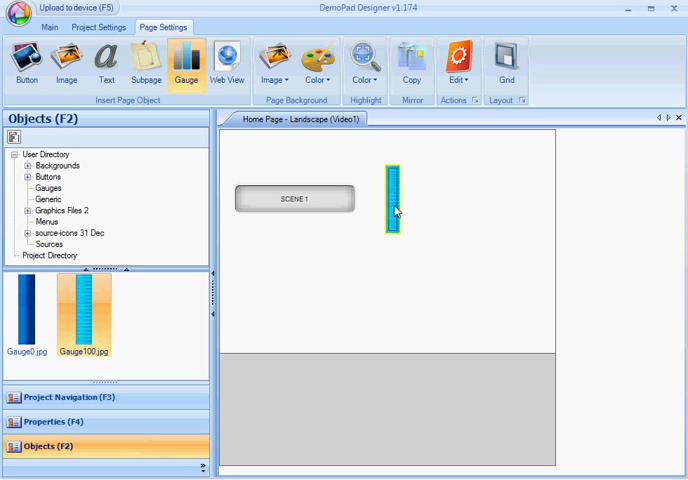 Upload to device (F5)
DemoPad Designer v1.174
Main
Project Settings
Page Settings
Button
Image
Text
Subpage
Gauge
Web View
Image
Color
Color
Copy
Edit
Grid
Insert Page Object
Page Background
Highlight
Mirror
Actions
Layout
Objects (F2)
Home Page - Landscape (Video1)
User Directory
Backgrounds
Buttons
Gauges
Generic
Graphics Files 2
Menus
source-icons 31 Dec
Sources
Project Directory
SCENE 1
Gauge0.jpg
Gauge100.jpg
Project Navigation (F3)
Properties (F4)
Objects (F2)